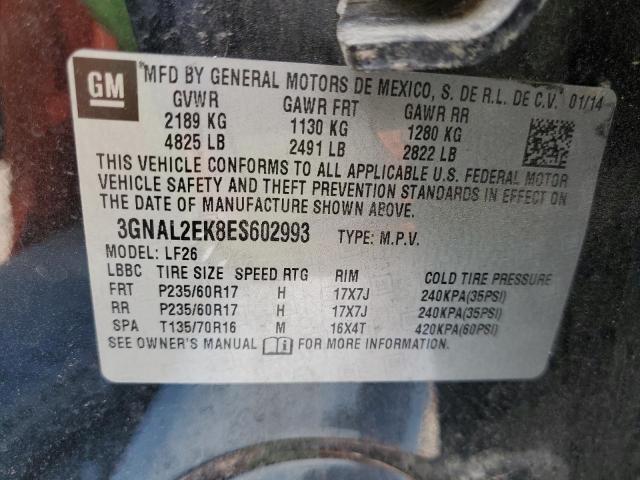 GM MFD BY GENERAL MOTORS DE MEXICO, S. DE R.L. DE C.V. 01/14
GVWR GAWR FRT GAWR RR
2189 KG 1130 KG 1280 KG
4825 LB 2491 LB 2822 LB
THIS VEHICLE CONFORMS TO ALL APPLICABLE U.S. FEDERAL MOTOR
VEHICLE SAFETY AND THEFT PREVENTION STANDARDS IN EFFECT ON
THE DATE OF MANUFACTURE SHOWN ABOVE.
3GNAL2EK8ES602993 TYPE: M.P.V.
MODEL: LF26
LBBC TIRE SIZE SPEED RTG RIM COLD TIRE PRESSURE
FRT P235/60R17 H 17X7J 240KPA(35PSI)
RR P235/60R17 H 17X7J 240KPA(35PSI)
SPA T135/70R16 M 16X4T 420KPA(60PSI)
SEE OWNER'S MANUAL FOR MORE INFORMATION.